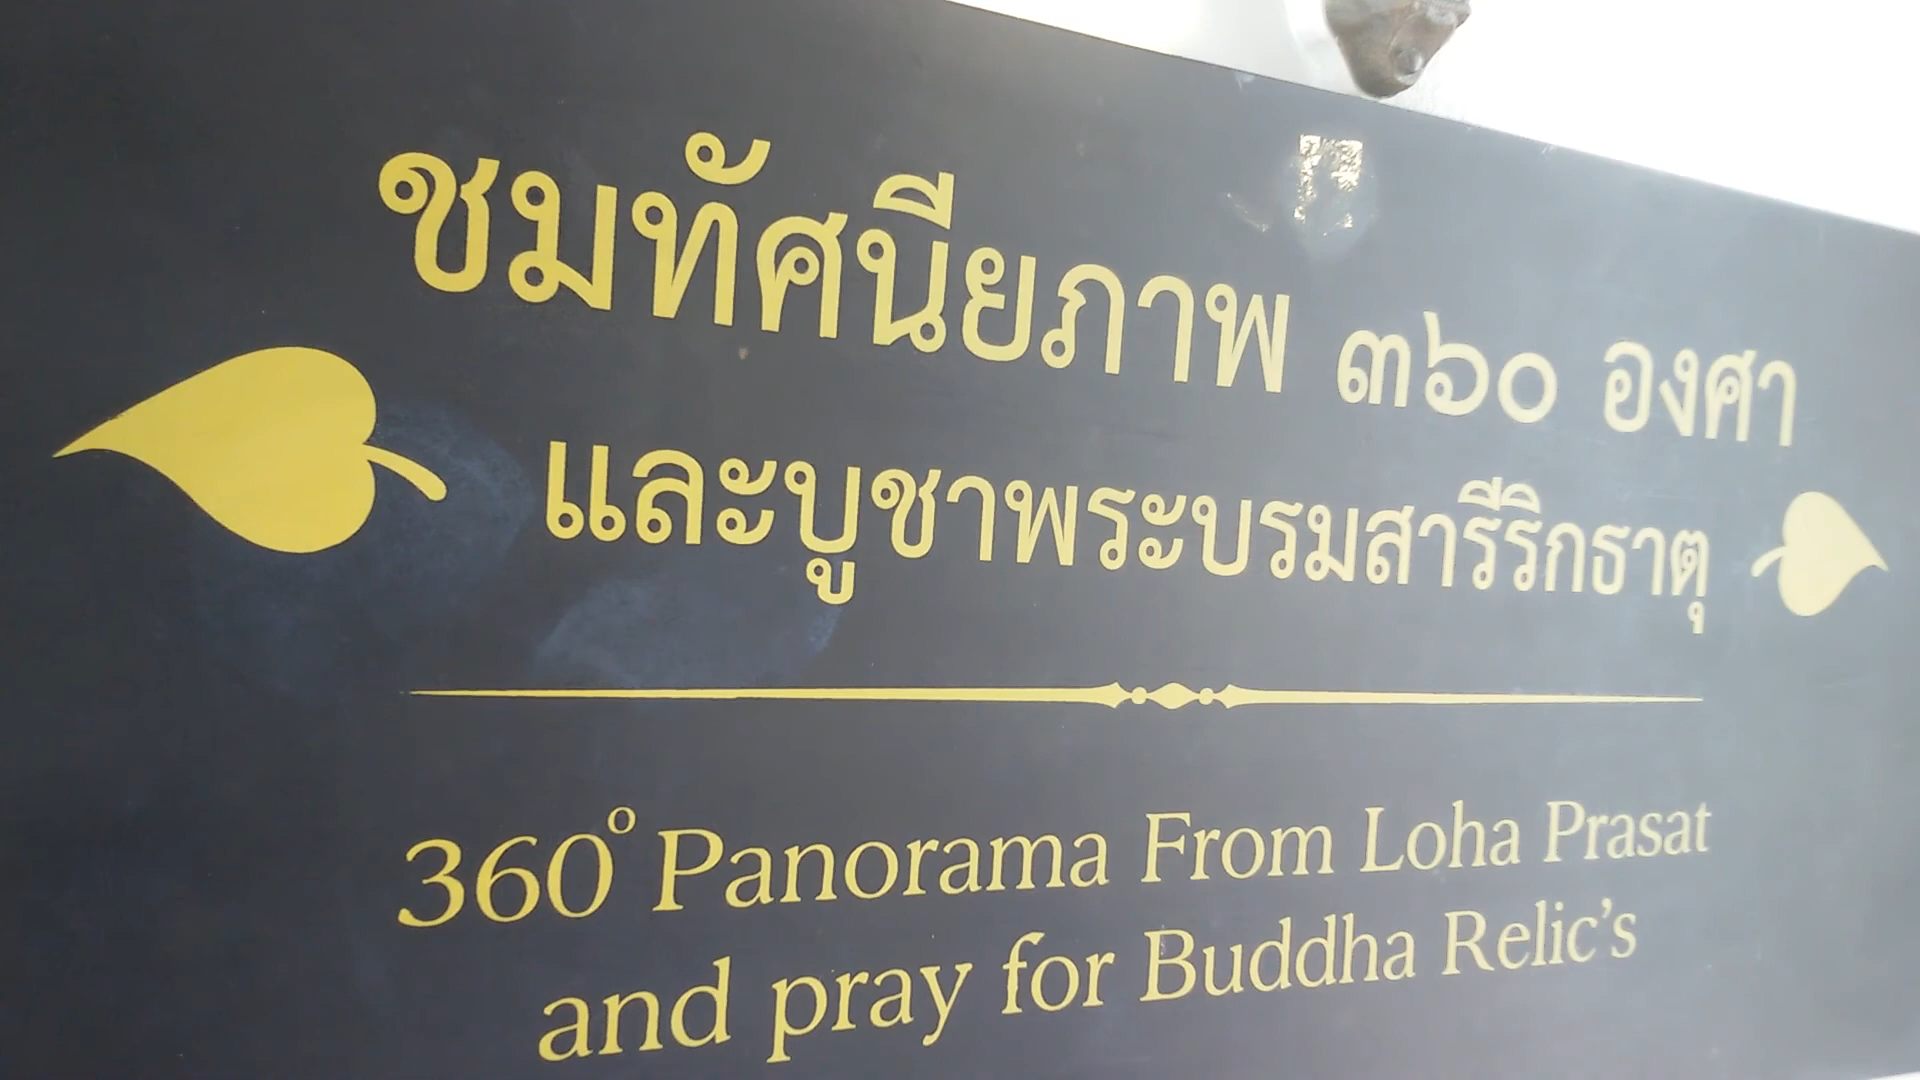 ชมทัศนียภาพ ๓๖๐ องศา
และบูชาพระบรมสารีริกธาตุ
360° Panorama From Loha Prasat
and pray for Buddha Relic's